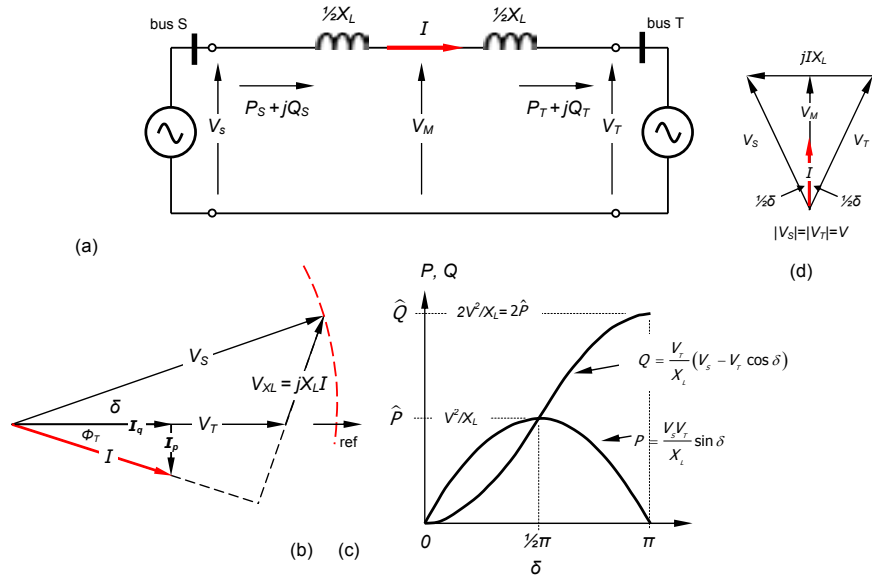 bus S
½X_L
I
½X_L
bus T
V_s
P_S + jQ_S
V_M
P_T + jQ_T
V_T
(a)
jIX_L
V_S
V_M
V_T
I
½δ
½δ
|V_S|=|V_T|=V
(d)
V_S
V_XL = jX_L I
δ
I_q
V_T
Φ_T
I_p
I
ref
(b)
(c)
P, Q
Q̂
2V²/X_L=2P̂
Q = V_T/X_L (V_S − V_T cos δ)
P̂
V²/X_L
P = V_S V_T/X_L sin δ
0
½π
π
δ